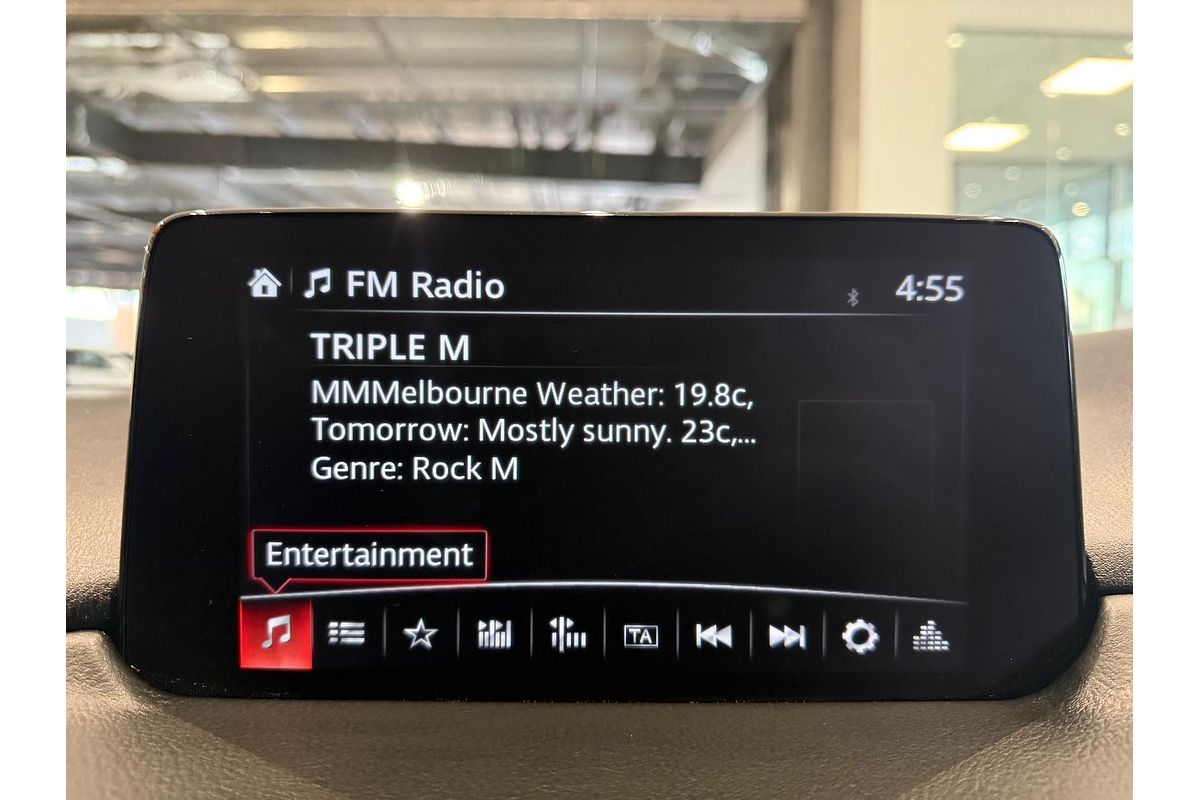 FM Radio 4:55
TRIPLE M
MMMelbourne Weather: 19.8c,
Tomorrow: Mostly sunny. 23c,...
Genre: Rock M
Entertainment
TA